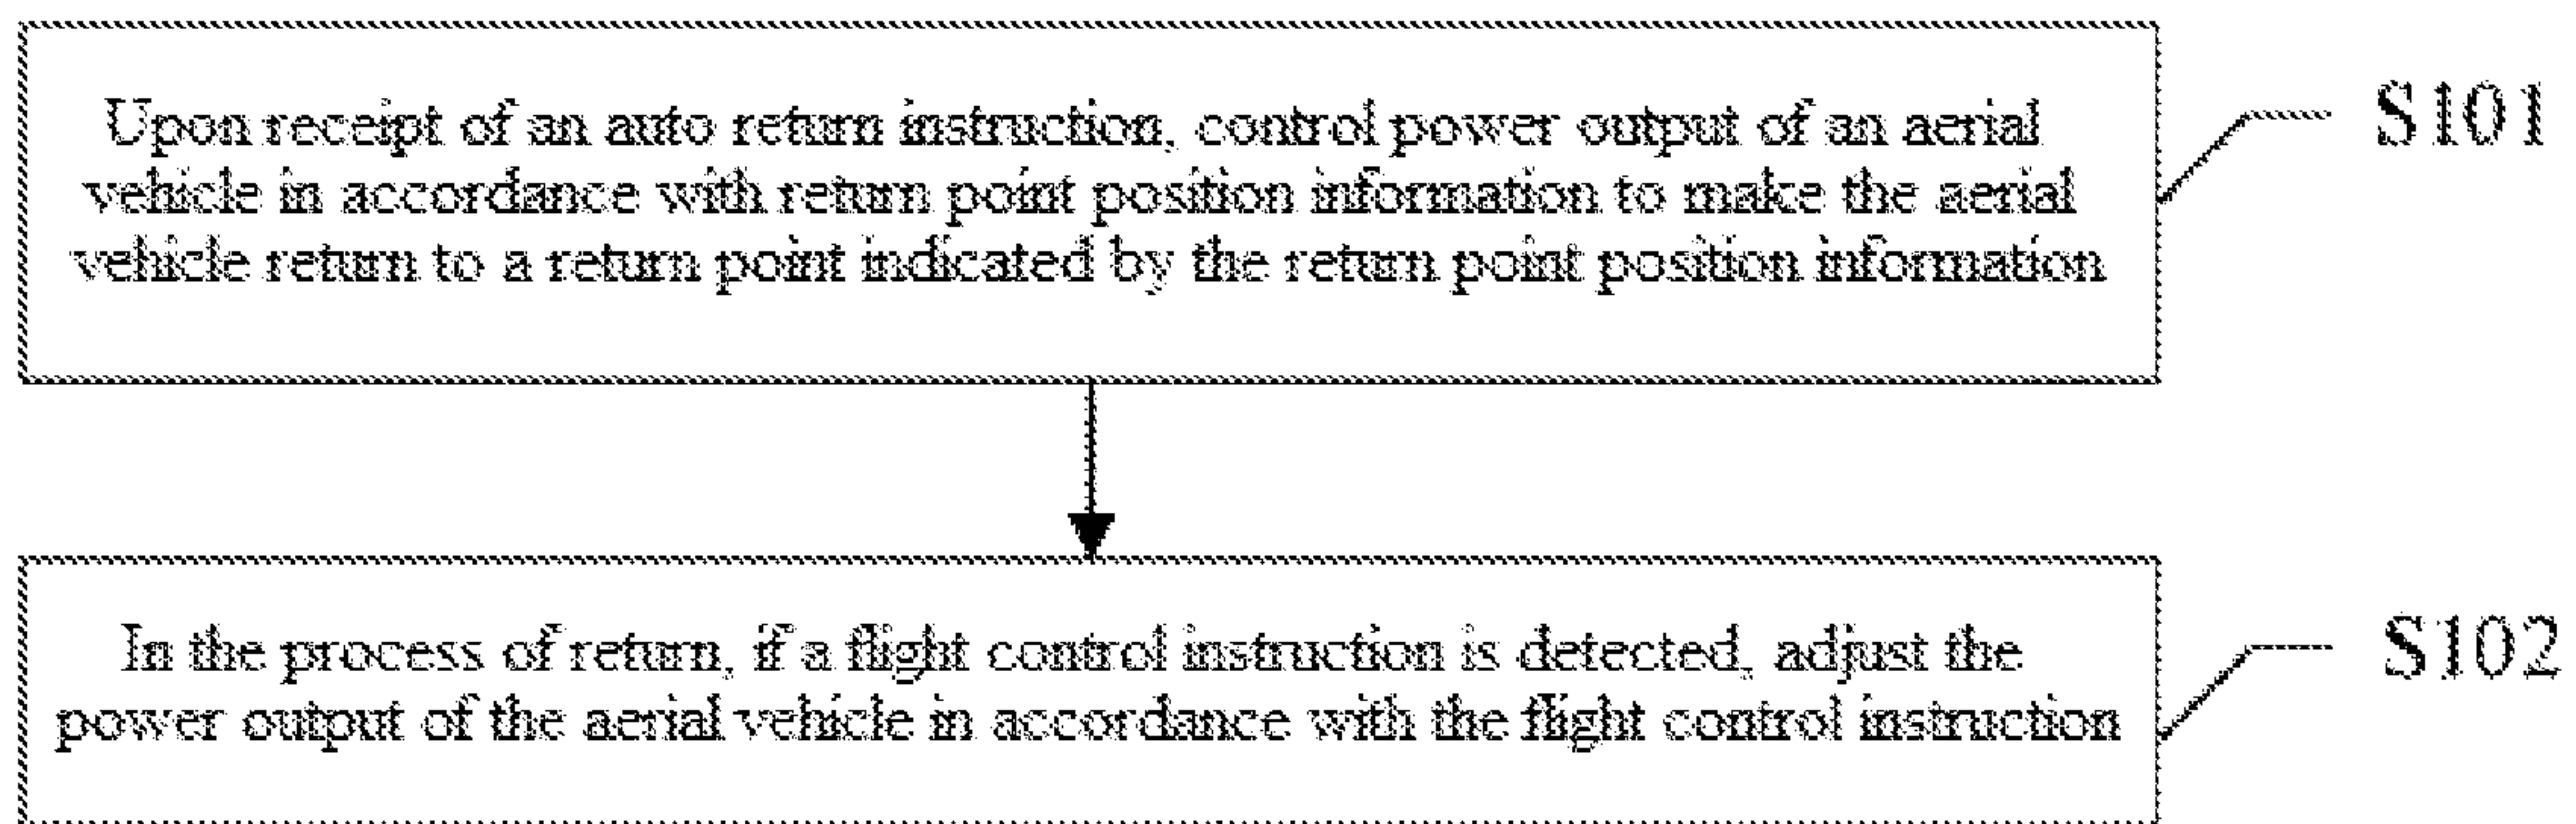 Upon receipt of an auto return instruction, control power output of an aerial
vehicle in accordance with return point position information to make the aerial
vehicle return to a return point indicated by the return point position information
S101
In the process of return, if a flight control instruction is detected, adjust the
power output of the aerial vehicle in accordance with the flight control instruction
S102